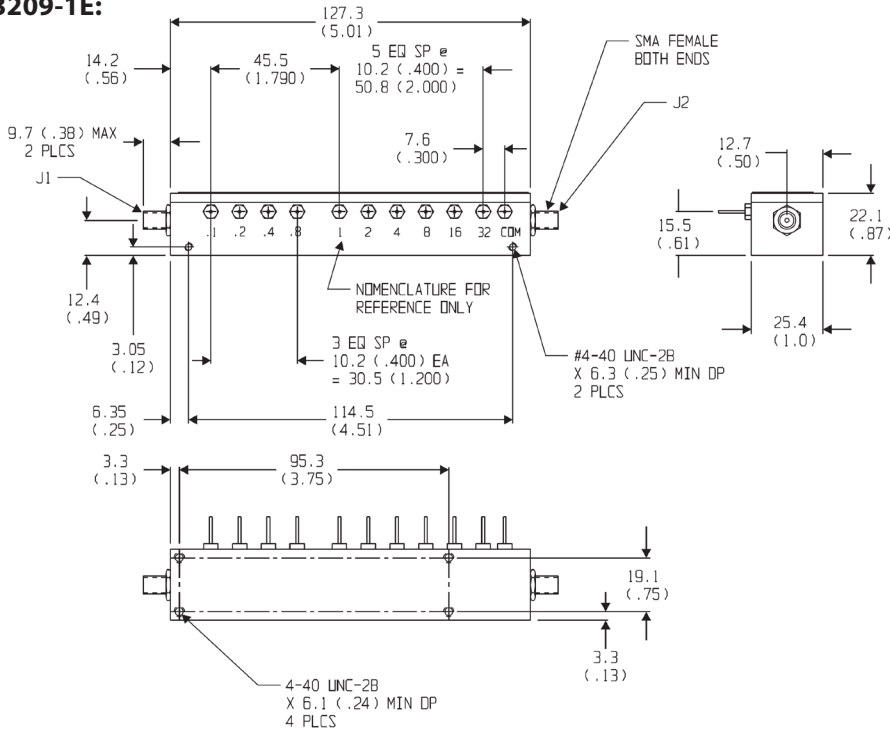 3209-1E:
127.3
(5.01)
14.2
(.56)
45.5
(1.790)
5 EQ SP @
10.2 (.400) =
50.8 (2.000)
SMA FEMALE
BOTH ENDS
J2
9.7 (.38) MAX
2 PLCS
7.6
(.300)
12.7
(.50)
J1
.1 .2 .4 .8 1 2 4 8 16 32 COM
15.5
(.61)
22.1
(.87)
12.4
(.49)
NOMENCLATURE FOR
REFERENCE ONLY
3.05
(.12)
3 EQ SP @
10.2 (.400) EA
= 30.5 (1.200)
#4-40 UNC-2B
X 6.3 (.25) MIN DP
2 PLCS
25.4
(1.0)
6.35
(.25)
114.5
(4.51)
3.3
(.13)
95.3
(3.75)
19.1
(.75)
3.3
(.13)
4-40 UNC-2B
X 6.1 (.24) MIN DP
4 PLCS